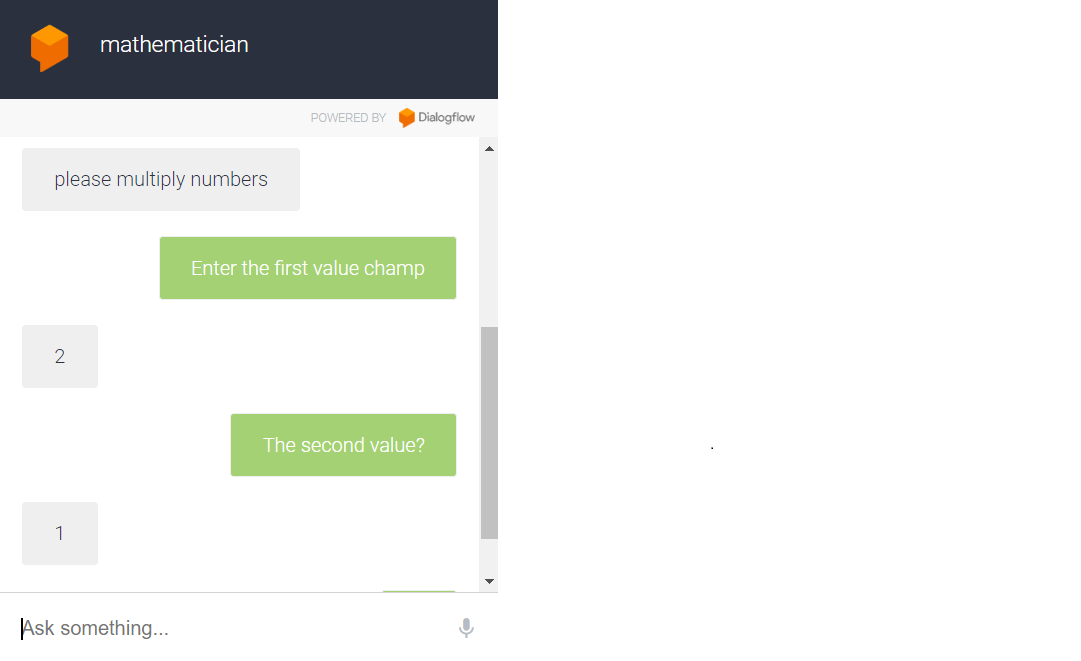 mathematician
POWERED BY Dialogflow
please multiply numbers
Enter the first value champ
2
The second value?
1
Ask something...
.